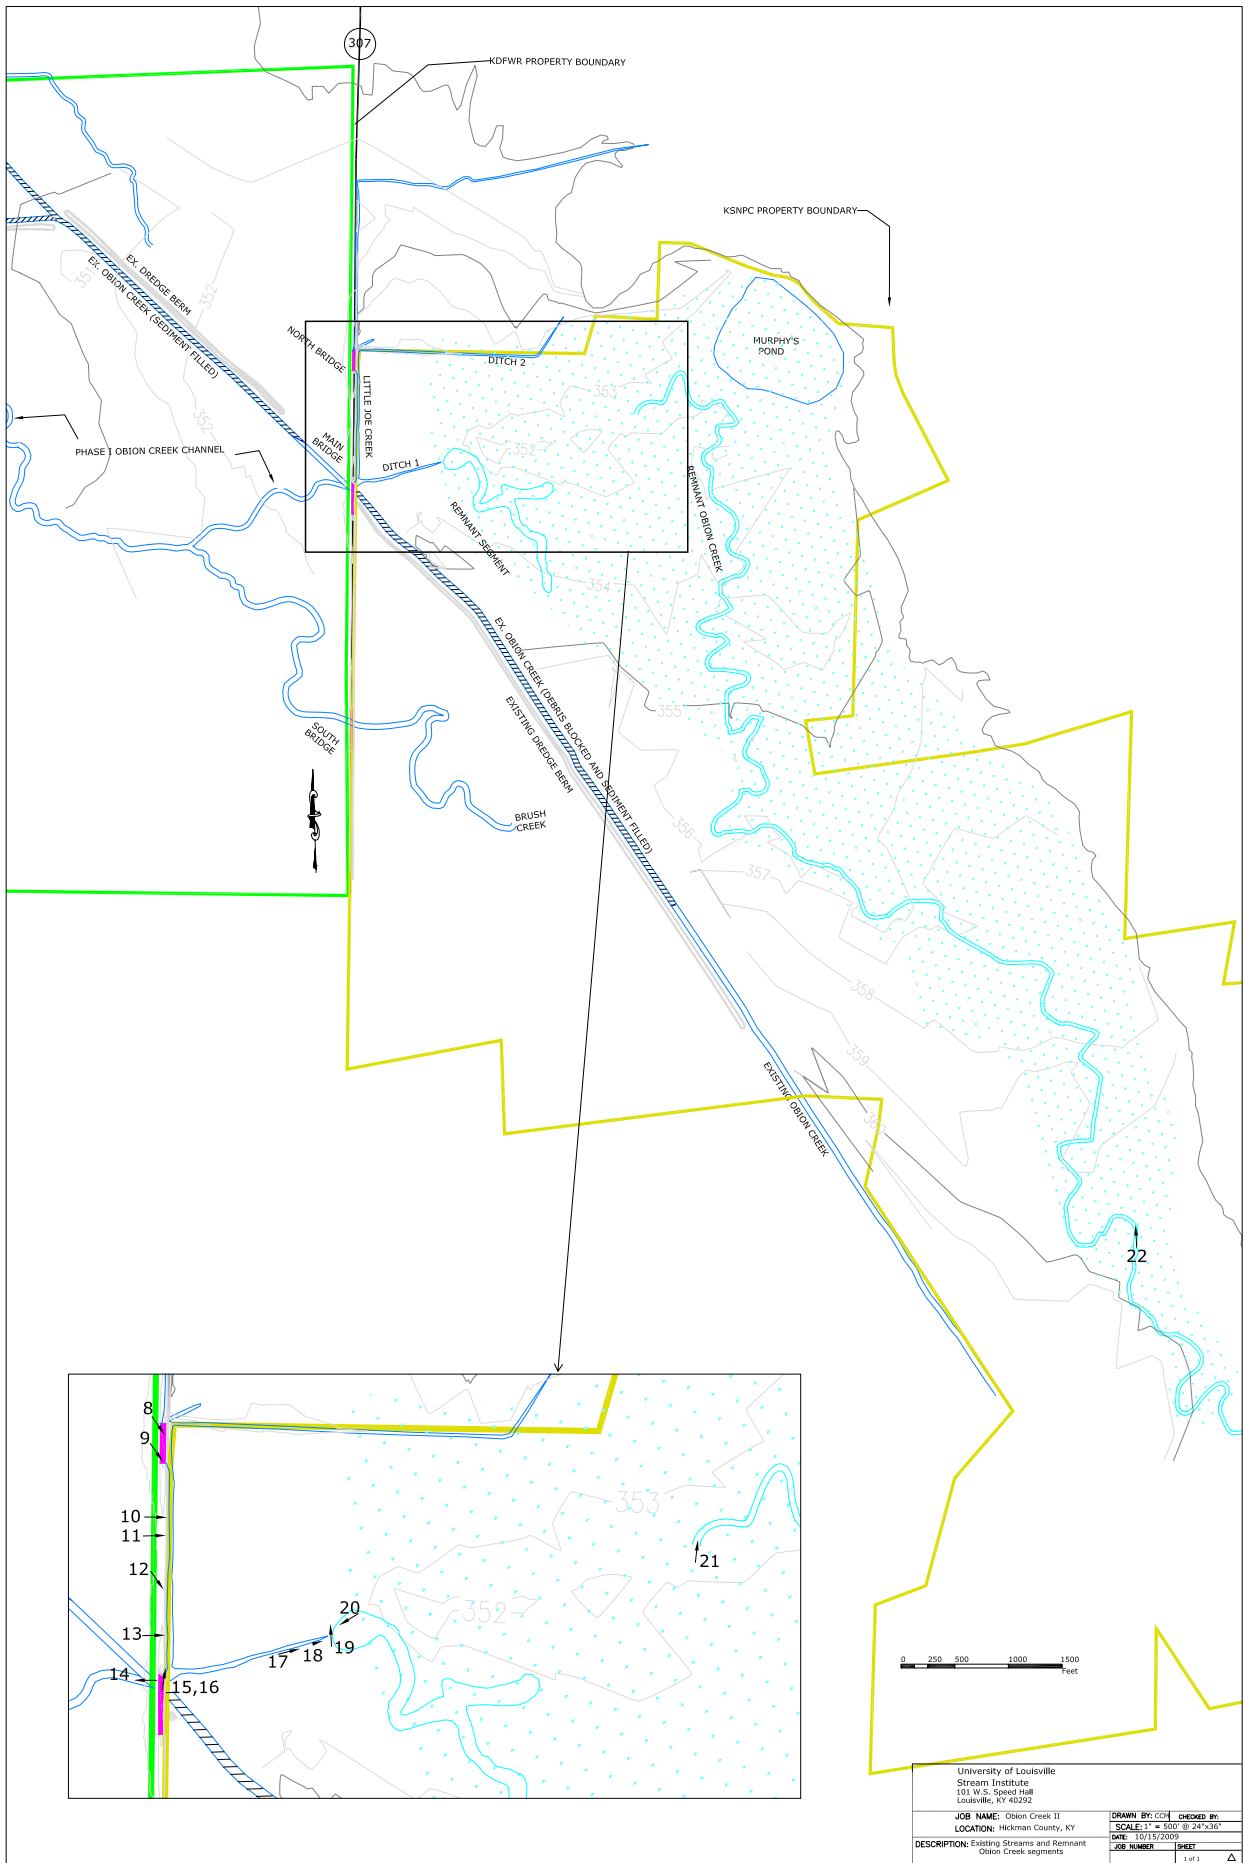 307
KDFWR PROPERTY BOUNDARY
KSNPC PROPERTY BOUNDARY
EX. DREDGE BERM
EX. OBION CREEK (SEDIMENT FILLED)
351
352
352
NORTH BRIDGE
MURPHY'S
POND
DITCH 2
LITTLE JOE CREEK
353
352
MAIN
BRIDGE
PHASE I OBION CREEK CHANNEL
DITCH 1
REMNANT SEGMENT
REMNANT OBION CREEK
354
EX. OBION CREEK (DEBRIS BLOCKED AND SEDIMENT FILLED)
EXISTING DREDGE BERM
355
SOUTH
BRIDGE
BRUSH
CREEK
356
357
358
359
360
EXISTING OBION CREEK
22
8
9
10
11
12
13
14
15,16
17
18
19
20
21
353
352
0 250 500 1000 1500
Feet
University of Louisville
Stream Institute
101 W.S. Speed Hall
Louisville, KY 40292
JOB NAME: Obion Creek II
LOCATION: Hickman County, KY
DESCRIPTION: Existing Streams and Remnant
Obion Creek segments
DRAWN BY: CCM CHECKED BY:
SCALE: 1" = 500' @ 24"x36"
DATE: 10/15/2009
JOB NUMBER SHEET
1 of 1